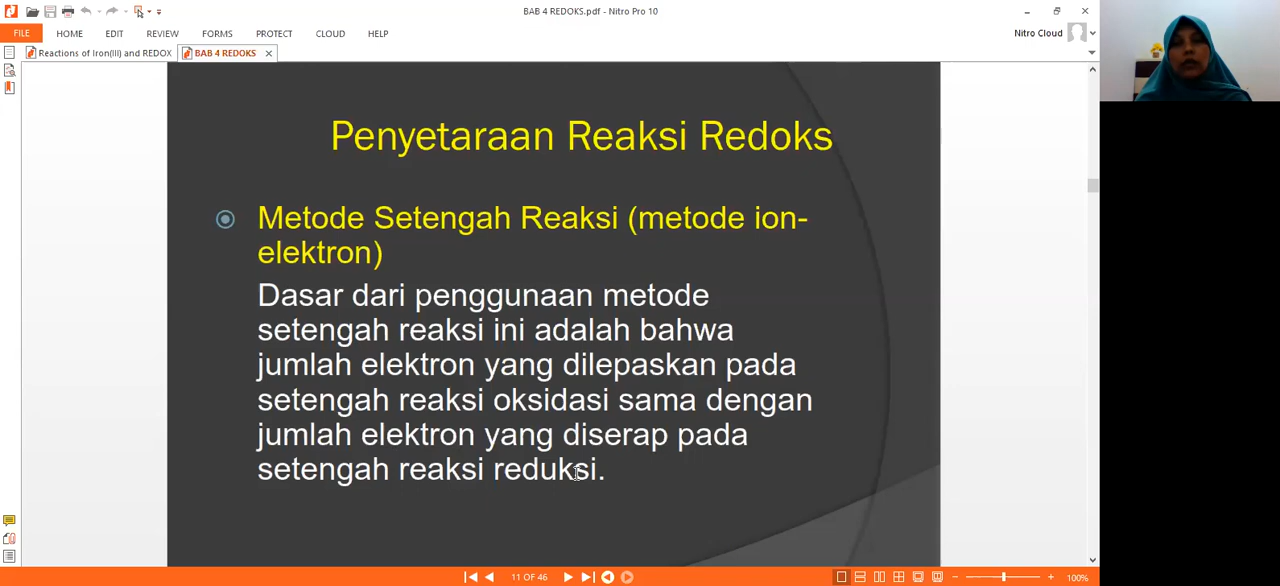 BAB 4 REDOKS.pdf - Nitro Pro 10
FILE HOME EDIT REVIEW FORMS PROTECT CLOUD HELP
Nitro Cloud
Reactions of Iron(III) and REDOX
BAB 4 REDOKS
Penyetaraan Reaksi Redoks
Metode Setengah Reaksi (metode ion-
elektron)
Dasar dari penggunaan metode
setengah reaksi ini adalah bahwa
jumlah elektron yang dilepaskan pada
setengah reaksi oksidasi sama dengan
jumlah elektron yang diserap pada
setengah reaksi reduksi.
11 OF 46
100%